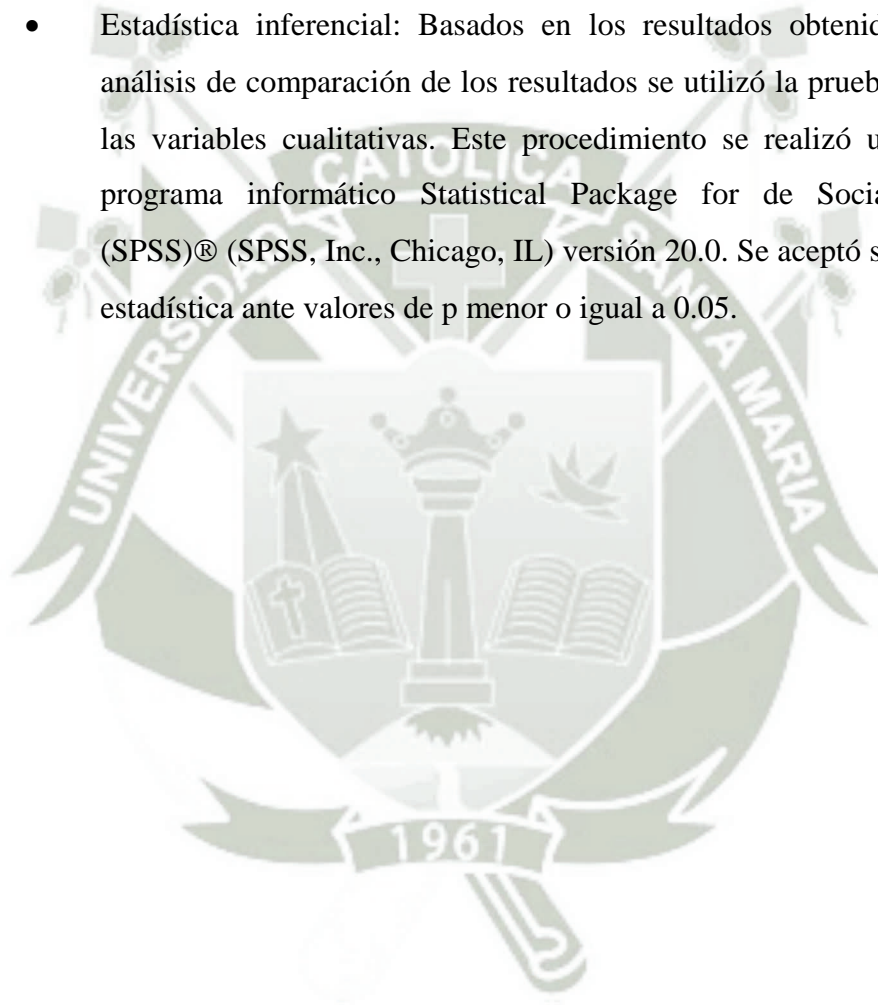 • Estadística inferencial: Basados en los resultados obtenid
análisis de comparación de los resultados se utilizó la prueb
las variables cualitativas. Este procedimiento se realizó u
programa informático Statistical Package for de Socia
(SPSS)® (SPSS, Inc., Chicago, IL) versión 20.0. Se aceptó s
estadística ante valores de p menor o igual a 0.05.
UNIVERSIDAD CATOLICA SANTA MARIA
1961